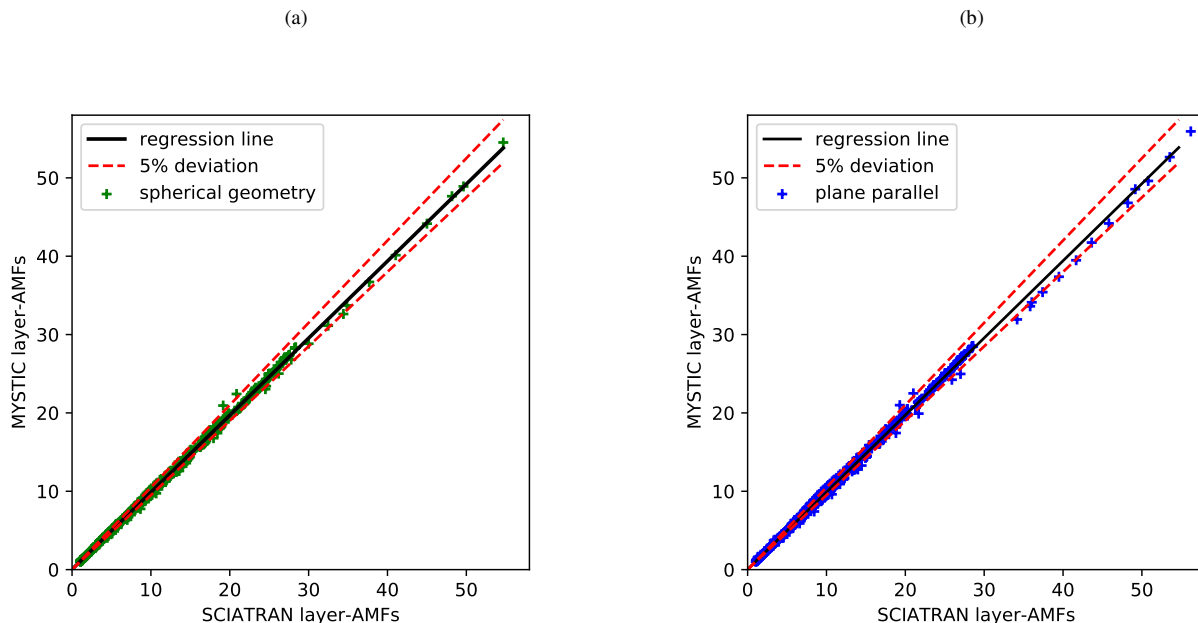 (a)
(b)
regression line
5% deviation
spherical geometry
MYSTIC layer-AMFs
50
40
30
20
10
0
0 10 20 30 40 50
SCIATRAN layer-AMFs
regression line
5% deviation
plane parallel
MYSTIC layer-AMFs
50
40
30
20
10
0
0 10 20 30 40 50
SCIATRAN layer-AMFs